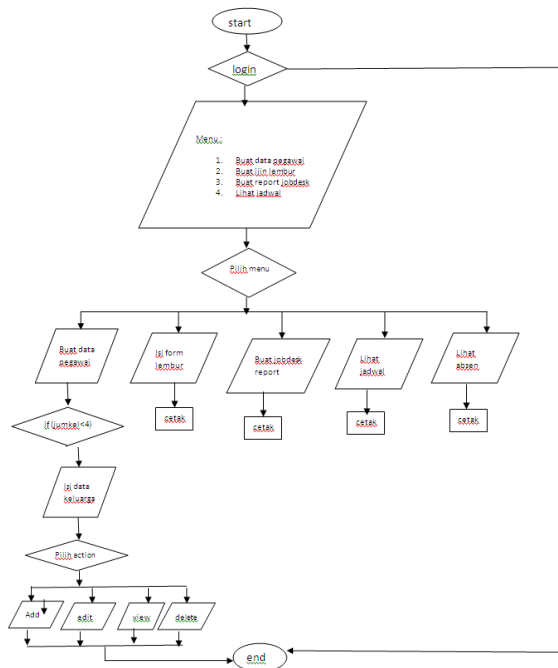 start
login
Menu :
1. Buat data pegawai
2. Buat ijin lembur
3. Buat report jobdesk
4. Lihat jadwal
Pilih menu
Buat data
pegawai
Isi form
lembur
Buat jobdesk
report
Lihat
jadwal
Lihat
absen
if (jumkel<4)
cetak
cetak
cetak
cetak
Isi data
keluarga
Pilih action
Add
edit
view
delete
end